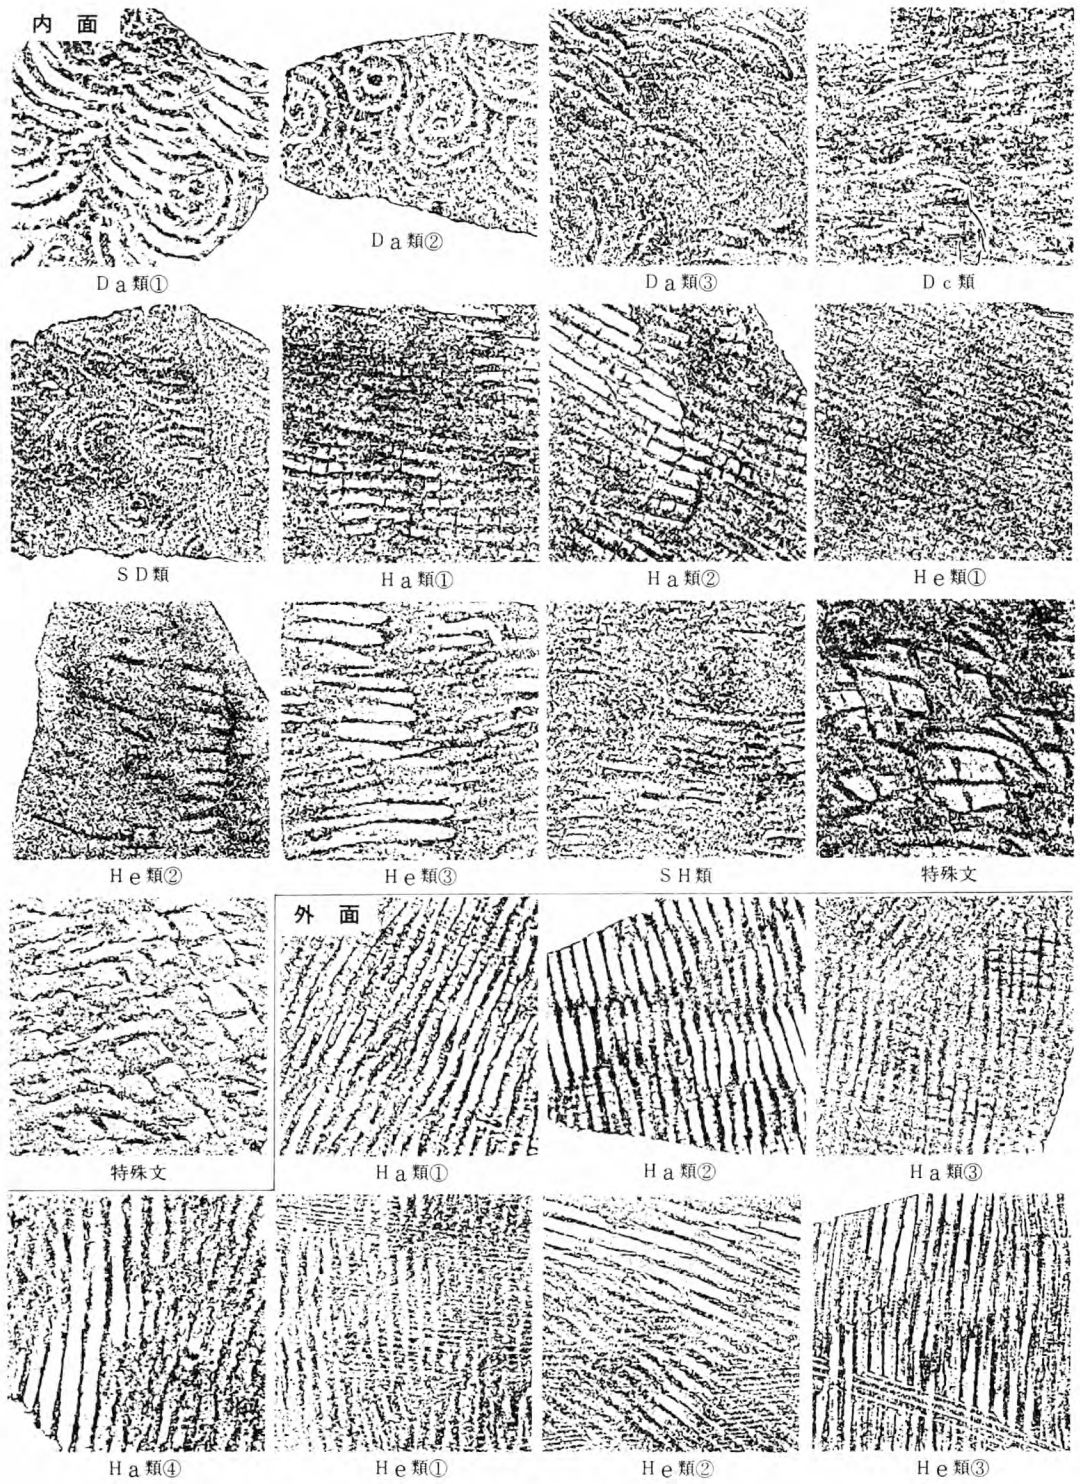 内面
Da類①
Da類②
Da類③
Dc類
SD類
Ha類①
Ha類②
He類①
He類②
He類③
SH類
特殊文
特殊文
外面
Ha類①
Ha類②
Ha類③
Ha類④
He類①
He類②
He類③